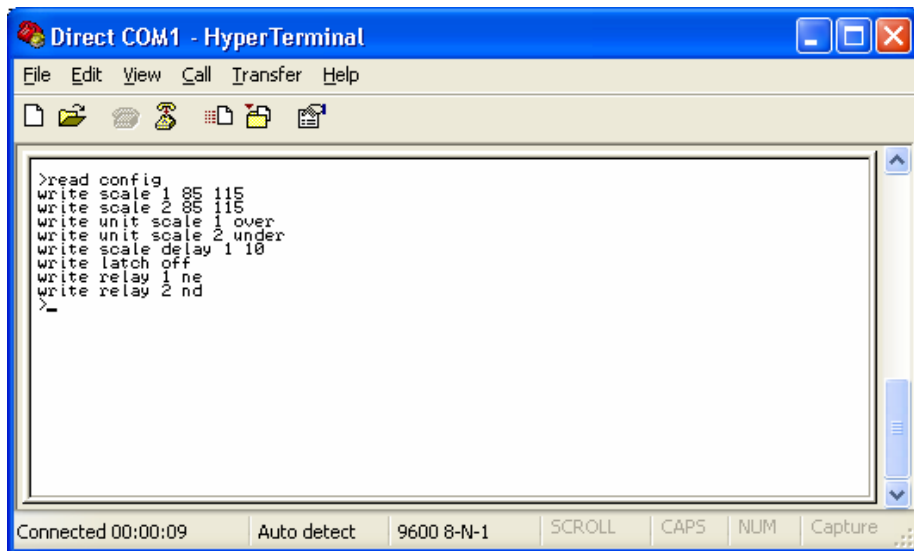 Direct COM1 - HyperTerminal
File Edit View Call Transfer Help
>read config
write scale 1 85 115
write scale 2 85 115
write unit scale 1 over
write unit scale 2 under
write scale delay 1 10
write latch off
write relay 1 ne
write relay 2 nd
>_
Connected 00:00:09 Auto detect 9600 8-N-1 SCROLL CAPS NUM Capture